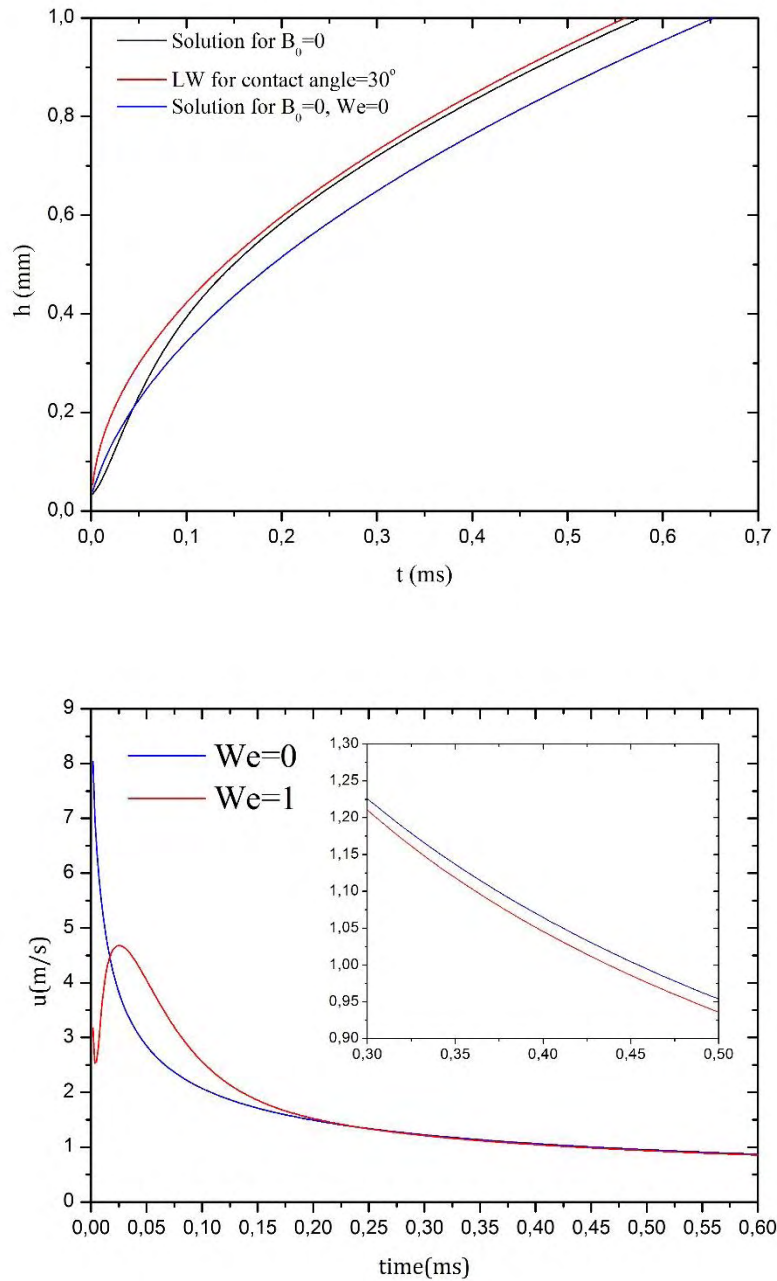 1,0
0,8
0,6
0,4
0,2
0,0
h (mm)
Solution for B₀=0
LW for contact angle=30°
Solution for B₀=0, We=0
0,0 0,1 0,2 0,3 0,4 0,5 0,6 0,7
t (ms)
9
8
7
6
5
4
3
2
1
0
u(m/s)
We=0
We=1
1,30
1,25
1,20
1,15
1,10
1,05
1,00
0,95
0,90
0,30 0,35 0,40 0,45 0,50
0,00 0,05 0,10 0,15 0,20 0,25 0,30 0,35 0,40 0,45 0,50 0,55 0,60
time(ms)